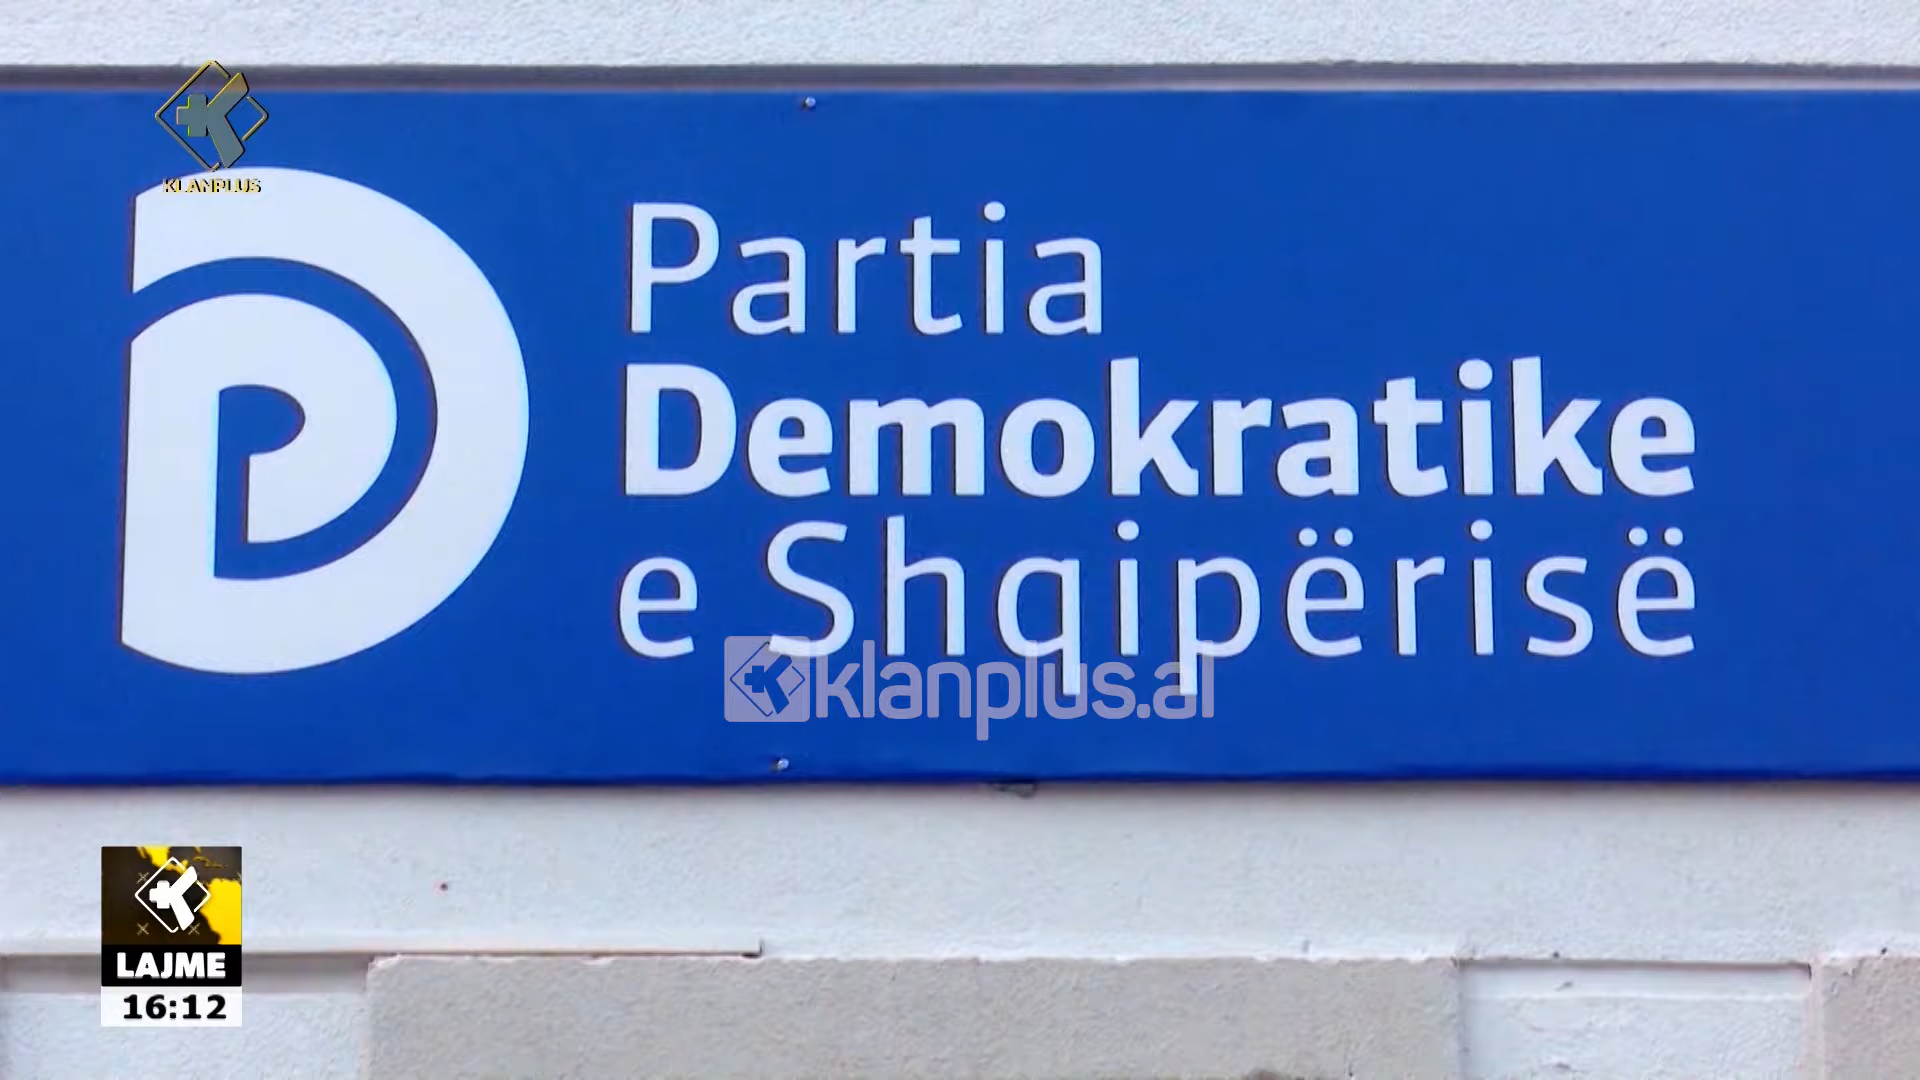 KLANPLUS
Partia
Demokratike
e Shqipërisë
klanplus.al
LAJME
16:12